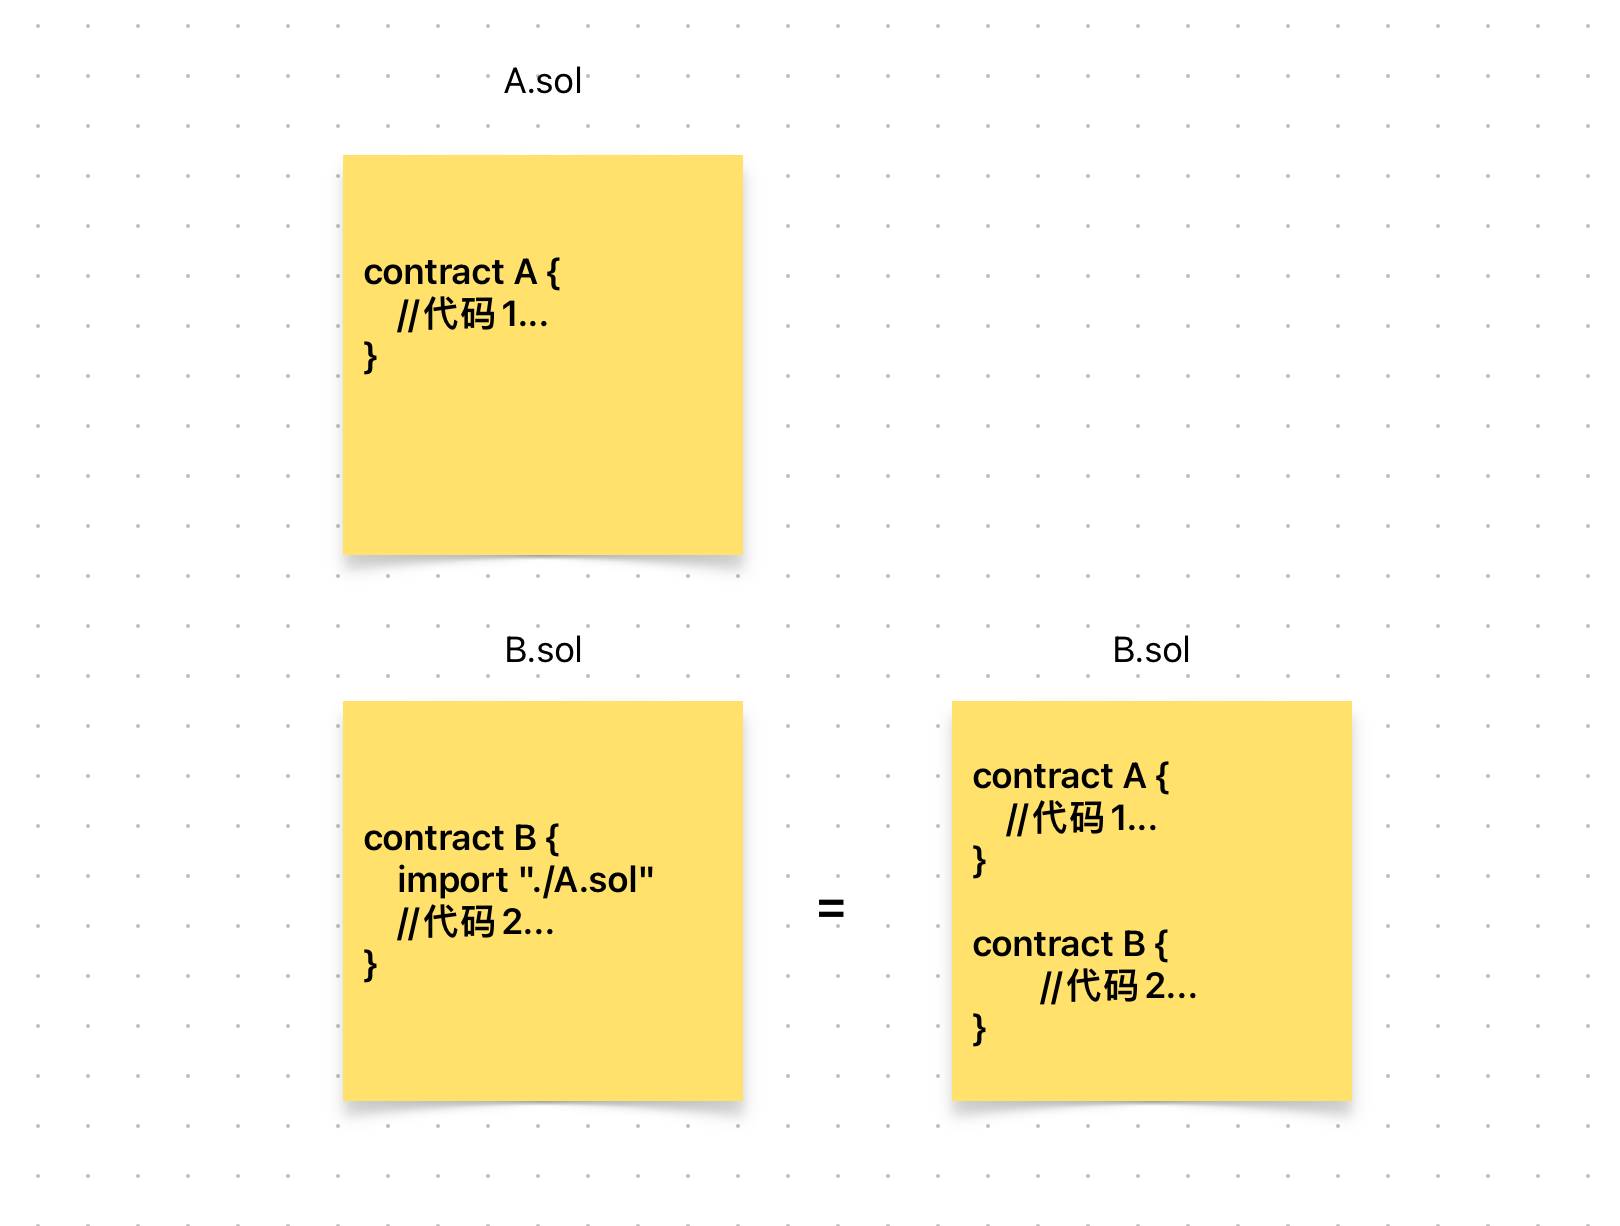 A.sol
contract A {
//代码1...
}
B.sol
contract B {
import "./A.sol"
//代码2...
}
=
B.sol
contract A {
//代码1...
}
contract B {
//代码2...
}